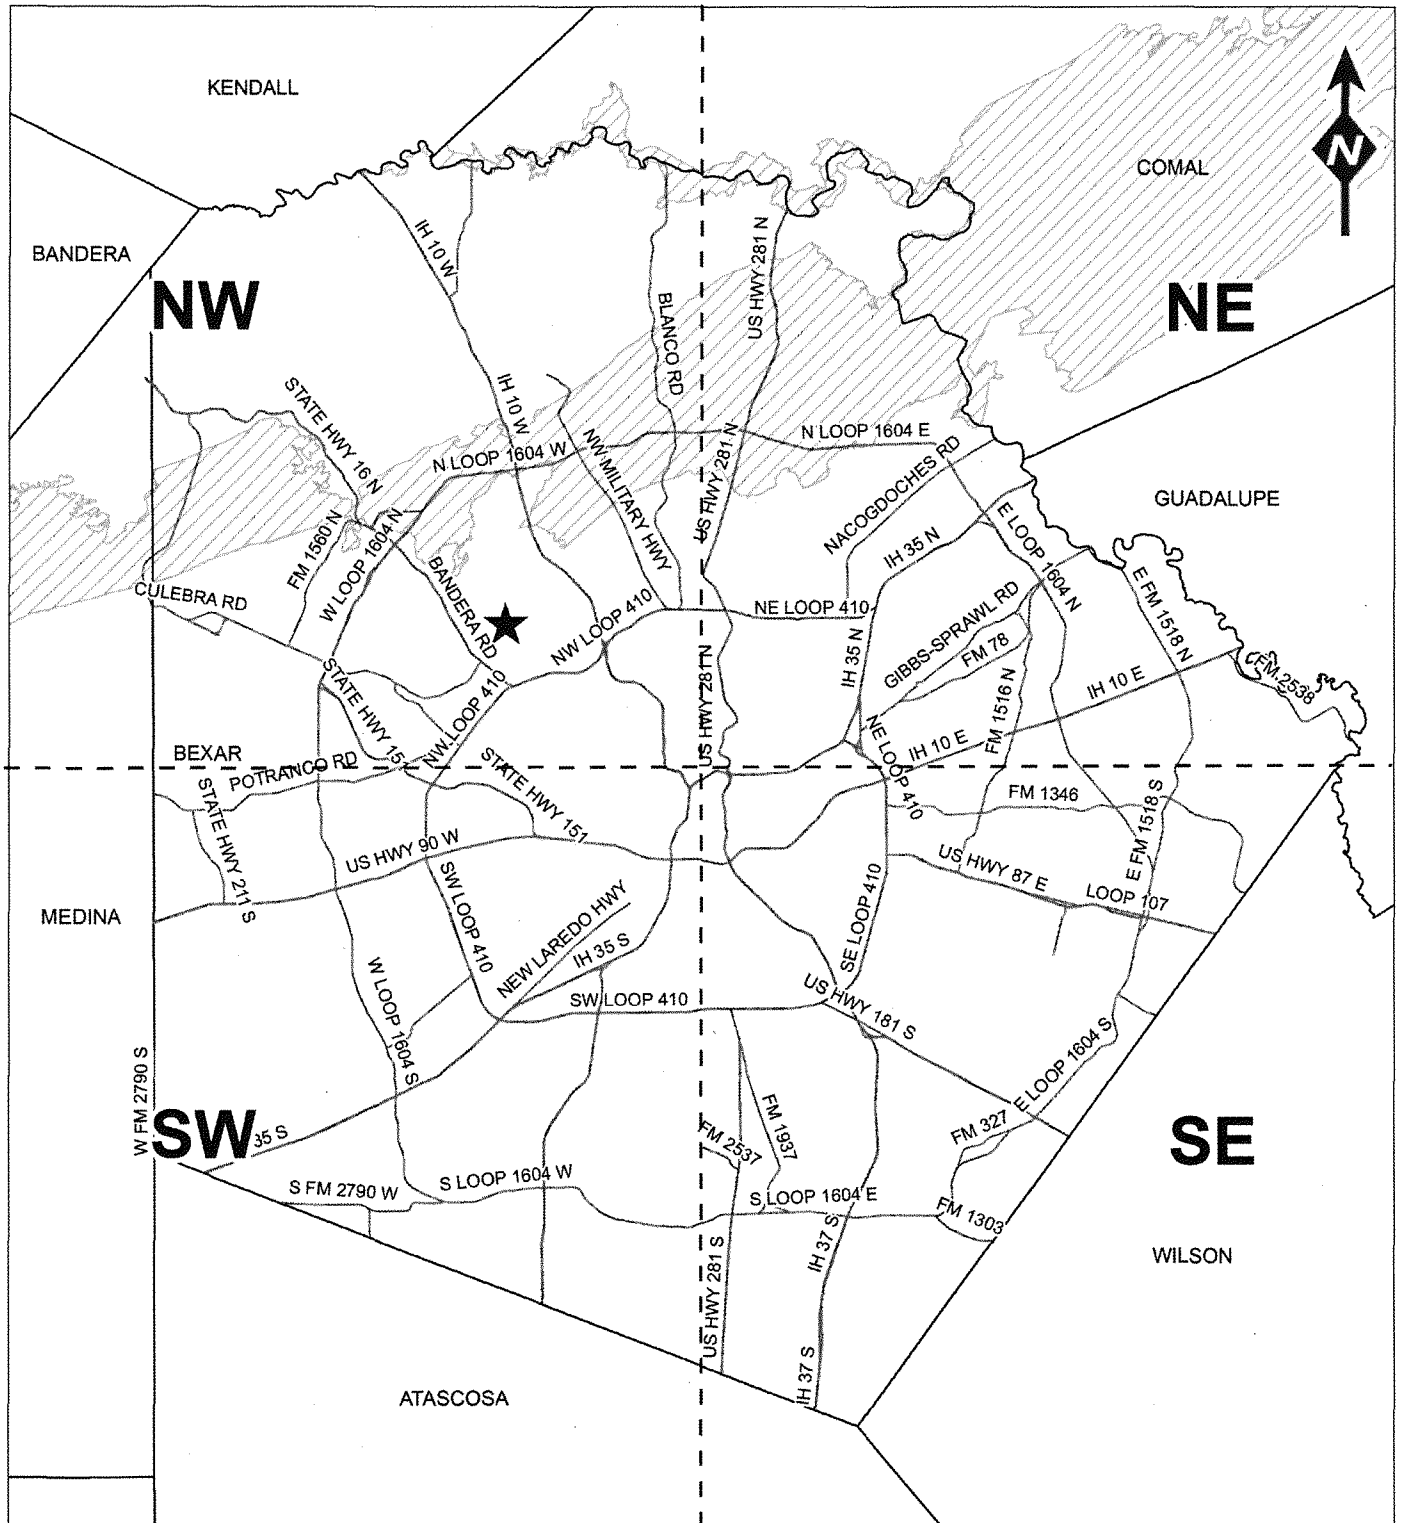 KENDALL
COMAL
N
BANDERA
NW
NE
IH 10 W
US HWY 281 N
BLANCO RD
STATE HWY 16 N
IH 10 W
NW MILITARY HWY
N LOOP 1604 W
US HWY 281 N
N LOOP 1604 E
NACOGDOCHES RD
GUADALUPE
FM 1560 N
W LOOP 1604 N
IH 35 N
E LOOP 1604 N
CULEBRA RD
BANDERA RD
NW LOOP 410
NE LOOP 410
GIBBS-SPRAWL RD
FM 78
E FM 1518 N
IH 35 N
US HWY 281 N
STATE HWY 151
NW LOOP 410
FM 1516 N
IH 10 E
FM 2538
BEXAR
POTRANCO RD
NE LOOP 410
IH 10 E
STATE HWY 211 S
STATE HWY 151
FM 1346
E FM 1518 S
US HWY 90 W
US HWY 87 E
LOOP 107
MEDINA
SW LOOP 410
NEW LAREDO HWY
IH 35 S
SE LOOP 410
SW LOOP 410
US HWY 181 S
W LOOP 1604 S
E LOOP 1604 S
W FM 2790 S
SW
35 S
FM 2537
FM 1937
FM 327
SE
S FM 2790 W
S LOOP 1604 W
S LOOP 1604 E
FM 1303
US HWY 281 S
IH 37 S
WILSON
IH 37 S
ATASCOSA